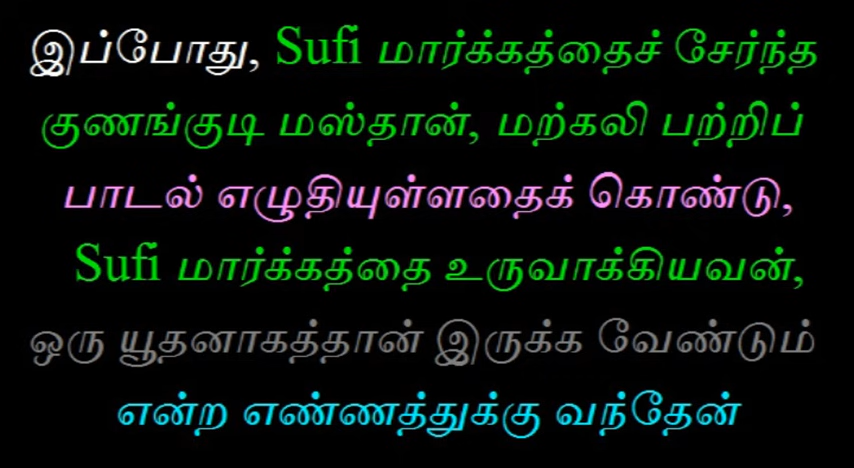 இப்போது, Sufi மார்க்கத்தைச் சேர்ந்த
குணங்குடி மஸ்தான், மற்கலி பற்றிப்
பாடல் எழுதியுள்ளதைக் கொண்டு,
Sufi மார்க்கத்தை உருவாக்கியவன்,
ஒரு யூதனாகத்தான் இருக்க வேண்டும்
என்ற எண்ணத்துக்கு வந்தேன்